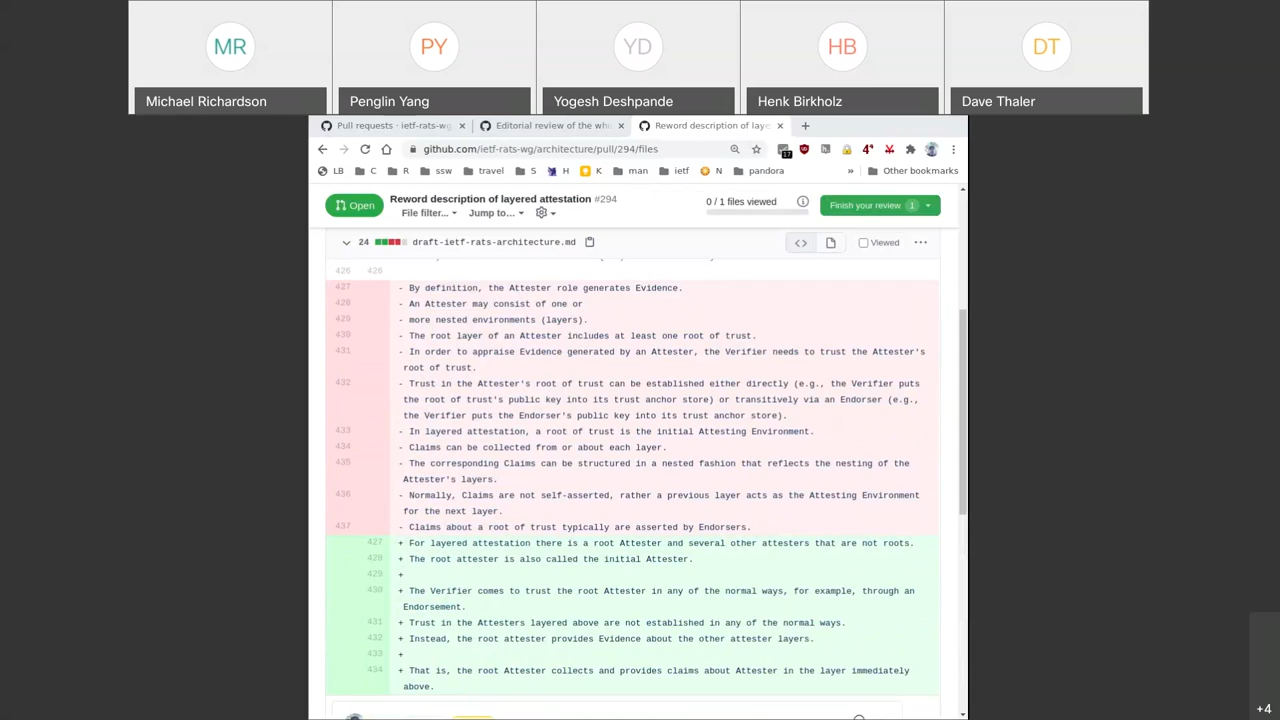 MR
PY
YD
HB
DT
Michael Richardson
Penglin Yang
Yogesh Deshpande
Henk Birkholz
Dave Thaler
Pull requests · ietf-rats-wg
Editorial review of the wh
Reword description of laye
github.com/ietf-rats-wg/architecture/pull/294/files
17
4
LB
C
R
ssw
travel
S
H
K
man
ietf
N
pandora
»
Other bookmarks
Open
Reword description of layered attestation #294
File filter...
Jump to...
0 / 1 files viewed
Finish your review 1
24
draft-ietf-rats-architecture.md
Viewed
426 426
427 - By definition, the Attester role generates Evidence.
428 - An Attester may consist of one or
429 - more nested environments (layers).
430 - The root layer of an Attester includes at least one root of trust.
431 - In order to appraise Evidence generated by an Attester, the Verifier needs to trust the Attester's
root of trust.
432 - Trust in the Attester's root of trust can be established either directly (e.g., the Verifier puts
the root of trust's public key into its trust anchor store) or transitively via an Endorser (e.g.,
the Verifier puts the Endorser's public key into its trust anchor store).
433 - In layered attestation, a root of trust is the initial Attesting Environment.
434 - Claims can be collected from or about each layer.
435 - The corresponding Claims can be structured in a nested fashion that reflects the nesting of the
Attester's layers.
436 - Normally, Claims are not self-asserted, rather a previous layer acts as the Attesting Environment
for the next layer.
437 - Claims about a root of trust typically are asserted by Endorsers.
427 + For layered attestation there is a root Attester and several other attesters that are not roots.
428 + The root attester is also called the initial Attester.
429 +
430 + The Verifier comes to trust the root Attester in any of the normal ways, for example, through an
Endorsement.
431 + Trust in the Attesters layered above are not established in any of the normal ways.
432 + Instead, the root attester provides Evidence about the other attester layers.
433 +
434 + That is, the root Attester collects and provides claims about Attester in the layer immediately
above.
+4